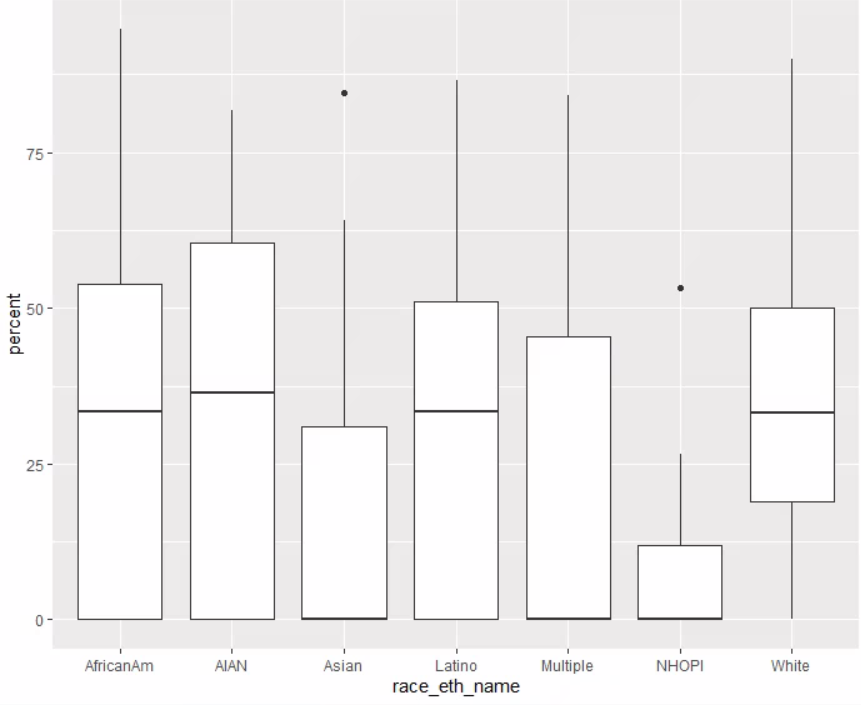 75
50
25
0
percent
AfricanAm AIAN Asian Latino Multiple NHOPI White
race_eth_name